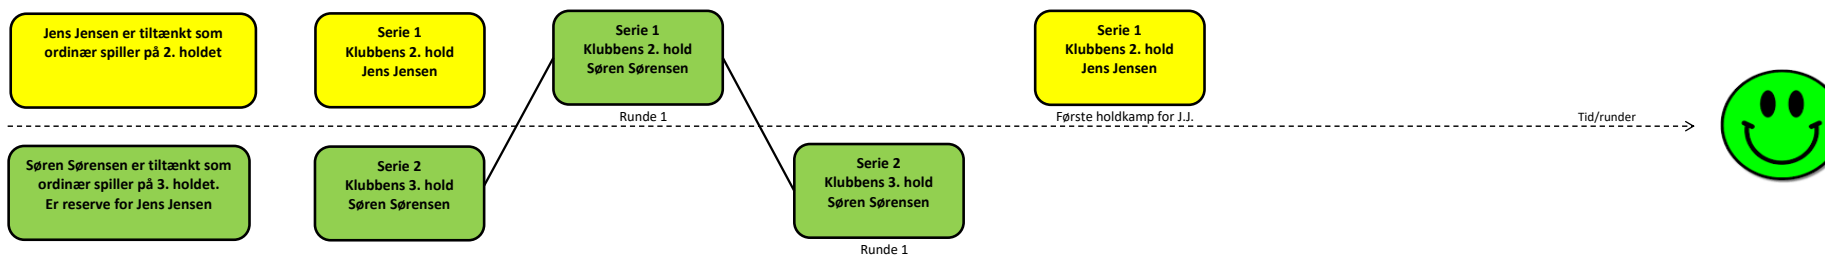 Jens Jensen er tiltænkt som
ordinær spiller på 2. holdet
Serie 1
Klubbens 2. hold
Jens Jensen
Serie 1
Klubbens 2. hold
Søren Sørensen
Runde 1
Serie 1
Klubbens 2. hold
Jens Jensen
Første holdkamp for J.J.
Tid/runder
Søren Sørensen er tiltænkt som
ordinær spiller på 3. holdet.
Er reserve for Jens Jensen
Serie 2
Klubbens 3. hold
Søren Sørensen
Serie 2
Klubbens 3. hold
Søren Sørensen
Runde 1